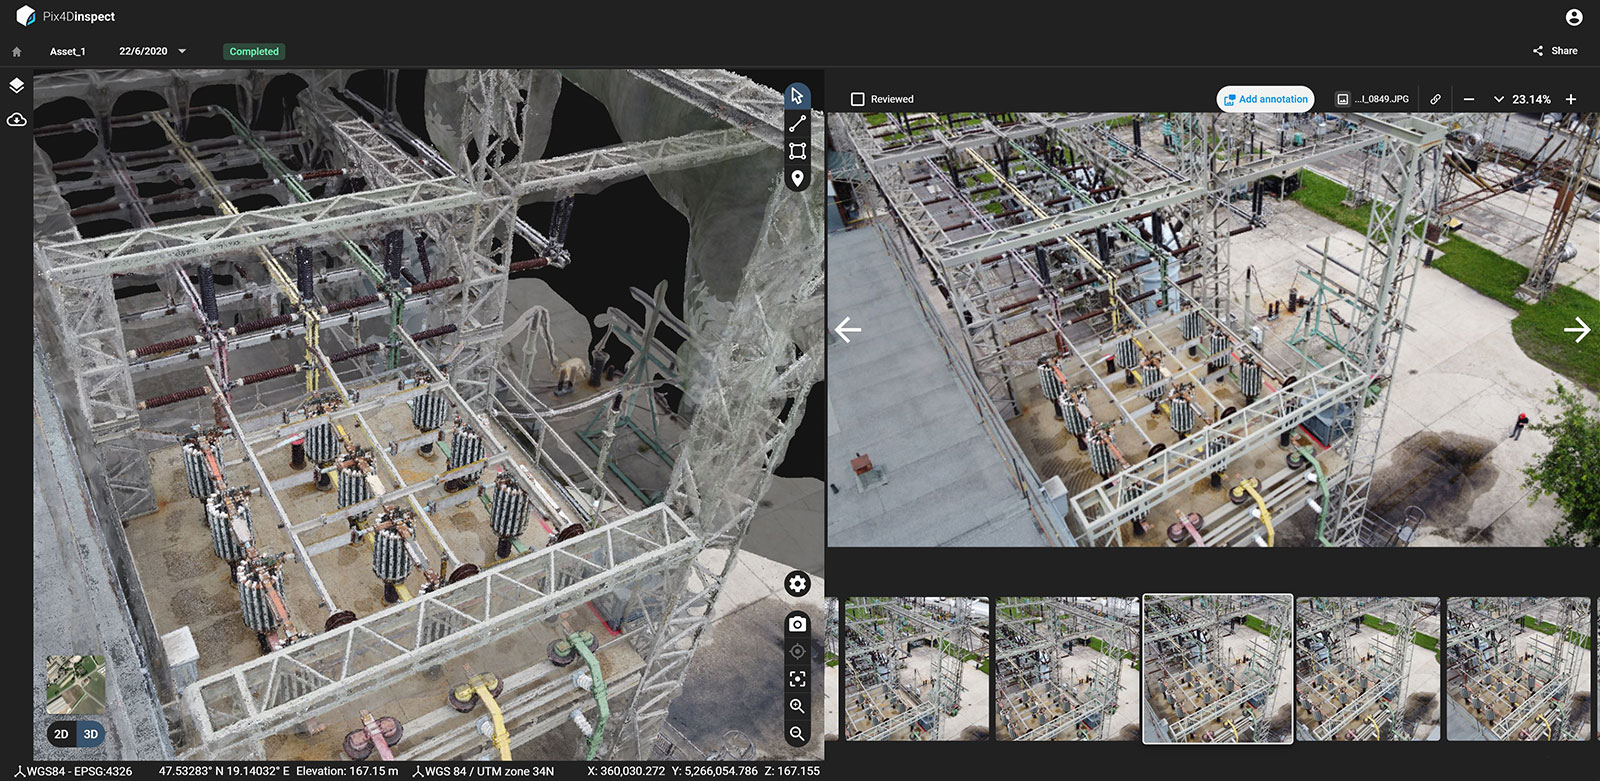 Pix4Dinspect
Asset_1 22/6/2020 Completed Share
Reviewed Add annotation ...I_0849.JPG 23.14%
2D 3D
WGS84 - EPSG:4326 47.53283° N 19.14032° E Elevation: 167.15 m WGS 84 / UTM zone 34N X: 360,030.272 Y: 5,266,054.786 Z: 167.155